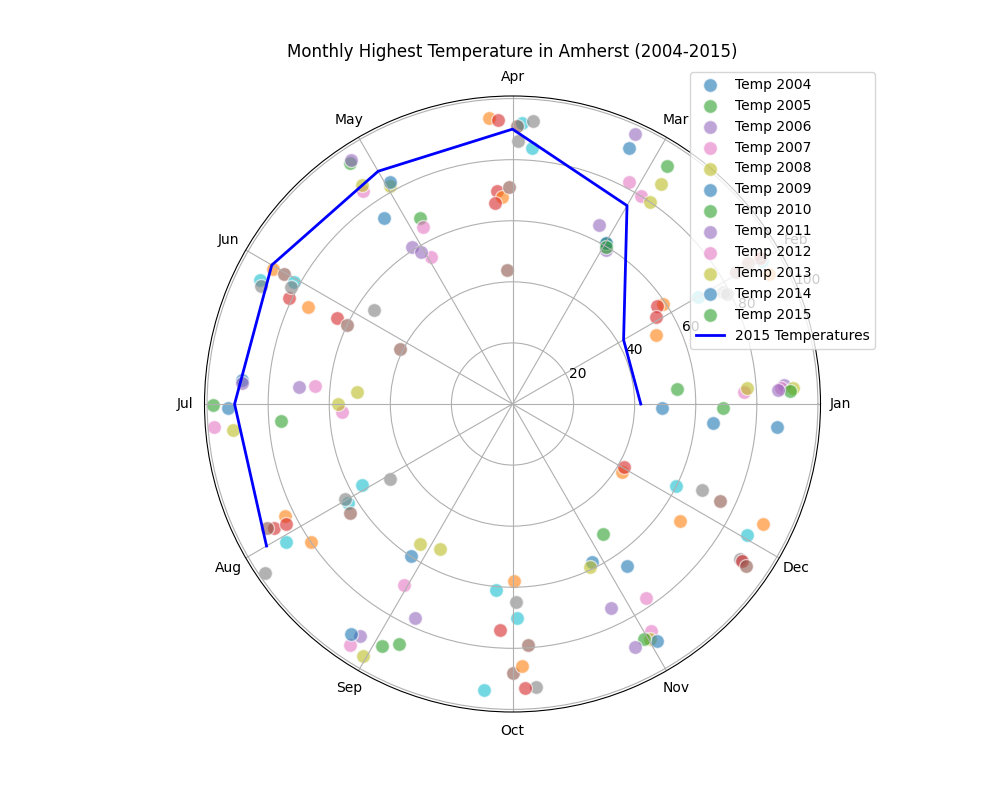 Monthly Highest Temperature in Amherst (2004-2015)
Apr
May
Mar
Jun
Feb
Jul
Jan
Aug
Dec
Sep
Nov
Oct
20
40
60
80
100
Temp 2004
Temp 2005
Temp 2006
Temp 2007
Temp 2008
Temp 2009
Temp 2010
Temp 2011
Temp 2012
Temp 2013
Temp 2014
Temp 2015
2015 Temperatures